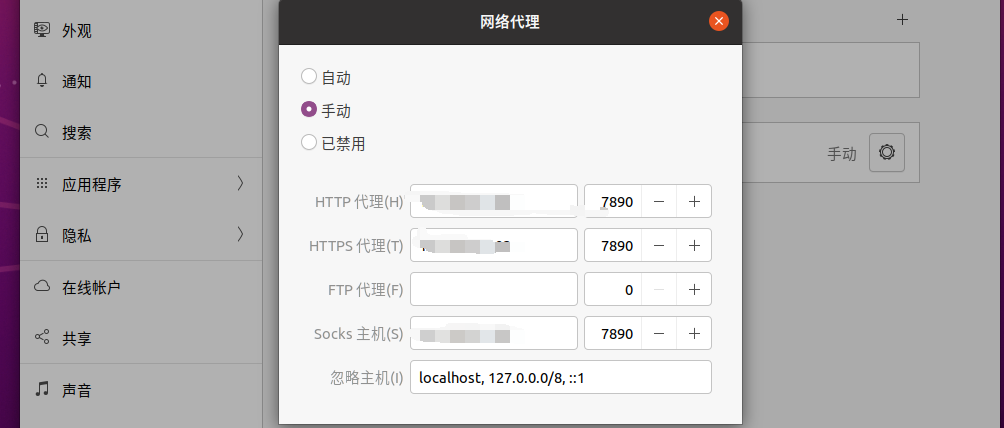 网络代理
外观
通知
搜索
应用程序
隐私
在线帐户
共享
声音
自动
手动
已禁用
HTTP 代理(H) 7890
HTTPS 代理(T) 7890
FTP 代理(F) 0
Socks 主机(S) 7890
忽略主机(I) localhost, 127.0.0.0/8, ::1
手动